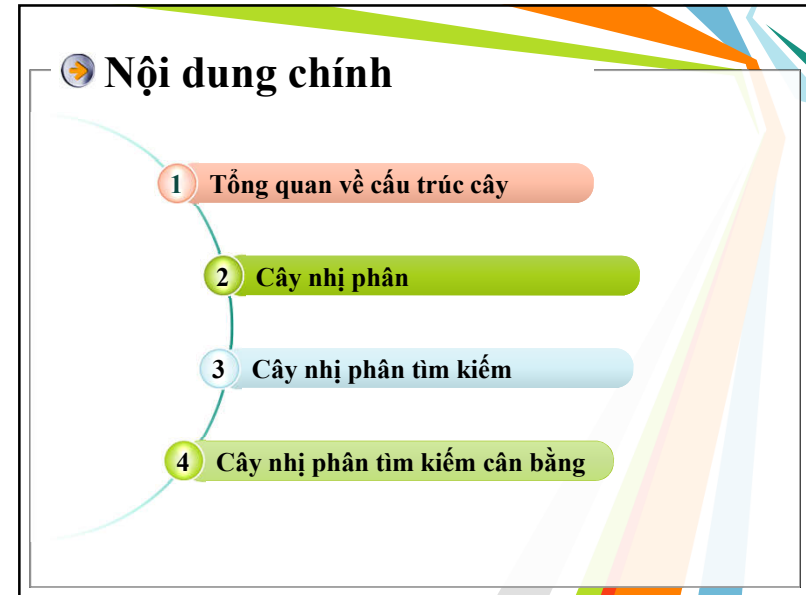 Nội dung chính
1 Tổng quan về cấu trúc cây
2 Cây nhị phân
3 Cây nhị phân tìm kiếm
4 Cây nhị phân tìm kiếm cân bằng